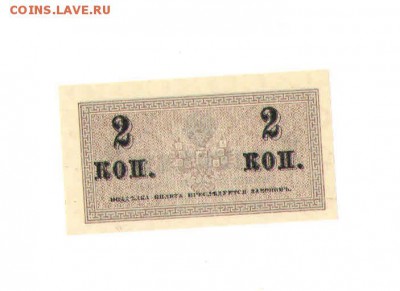 COINS.LAVE.RU
2 2
КОП. КОП.
ПОДДѢЛКА БИЛЕТА ПРЕСЛѢДУЕТСЯ ЗАКОНОМЪ.